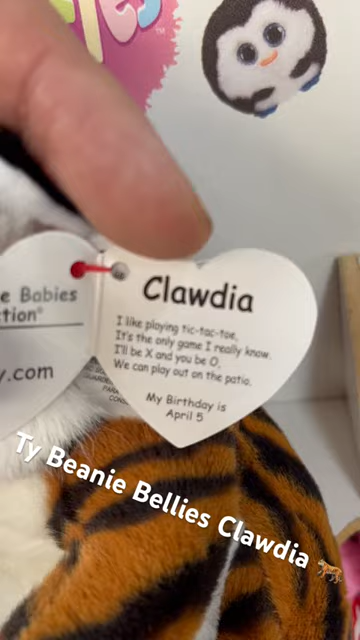 ™
Clawdia
e Babies
tion®
I like playing tic-tac-toe,
It's the only game I really know.
I'll be X and you be O,
We can play out on the patio.
y.com
My Birthday is
April 5
Ty Beanie Bellies Clawdia 🐅